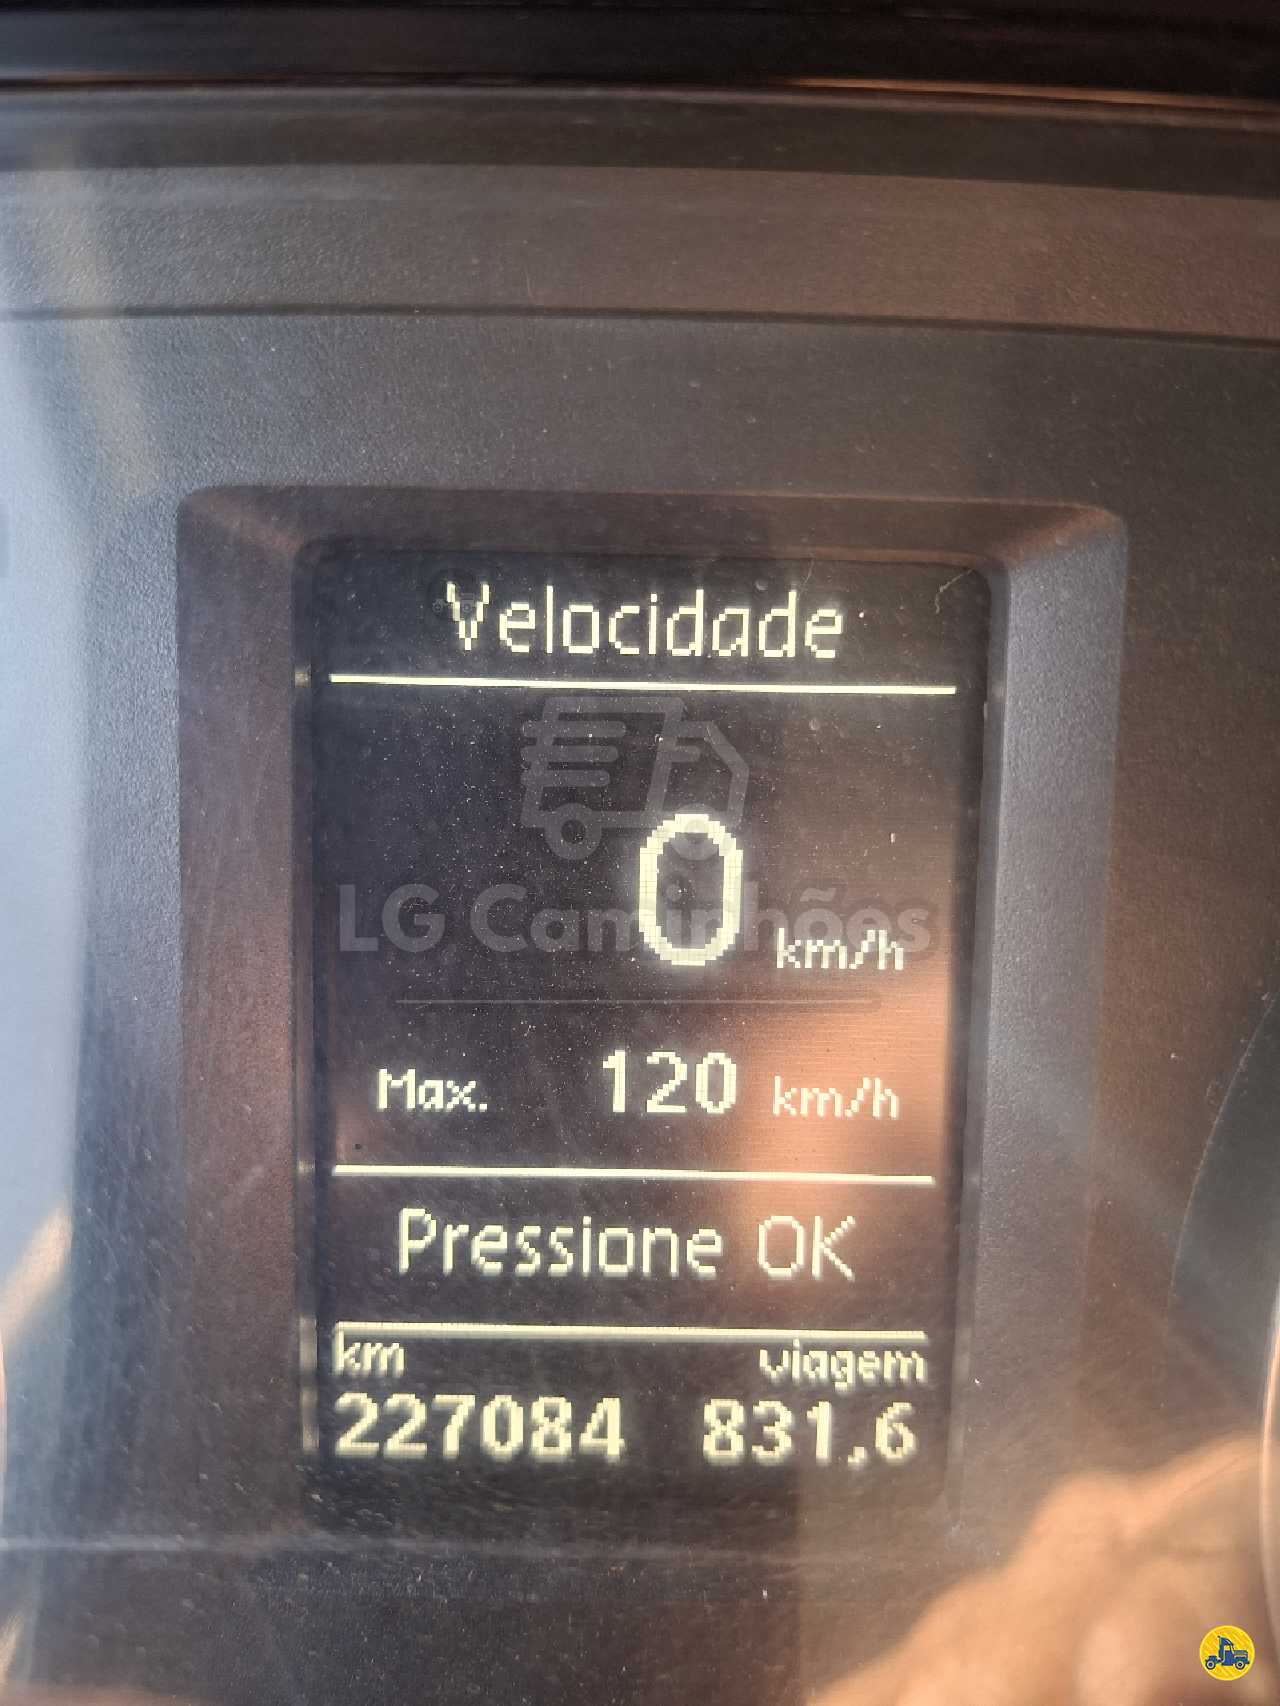 Velocidade
LG Caminhões
0 km/h
Max. 120 km/h
Pressione OK
km viagem
227084 831,6